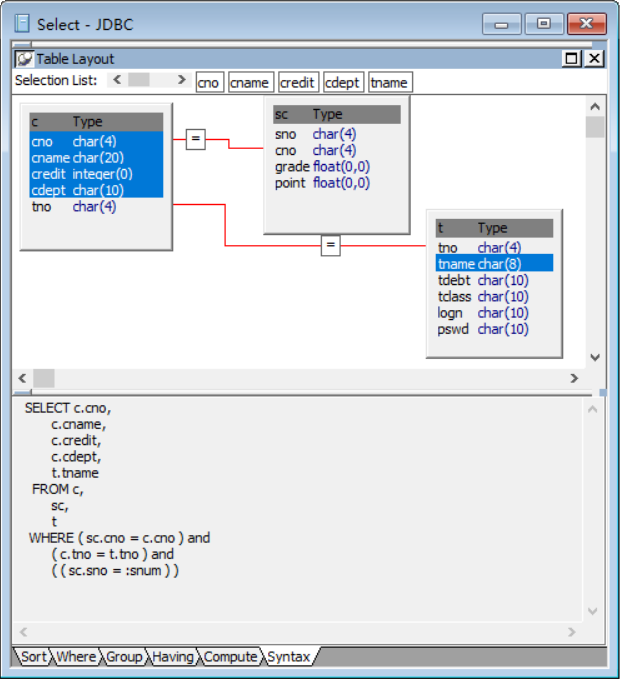 Select - JDBC
Table Layout
Selection List: cno cname credit cdept tname
c Type
cno char(4)
cname char(20)
credit integer(0)
cdept char(10)
tno char(4)
=
sc Type
sno char(4)
cno char(4)
grade float(0,0)
point float(0,0)
=
t Type
tno char(4)
tname char(8)
tdebt char(10)
tclass char(10)
logn char(10)
pswd char(10)
SELECT c.cno,
c.cname,
c.credit,
c.cdept,
t.tname
FROM c,
sc,
t
WHERE ( sc.cno = c.cno ) and
( c.tno = t.tno ) and
( ( sc.sno = :snum ) )
Sort Where Group Having Compute Syntax